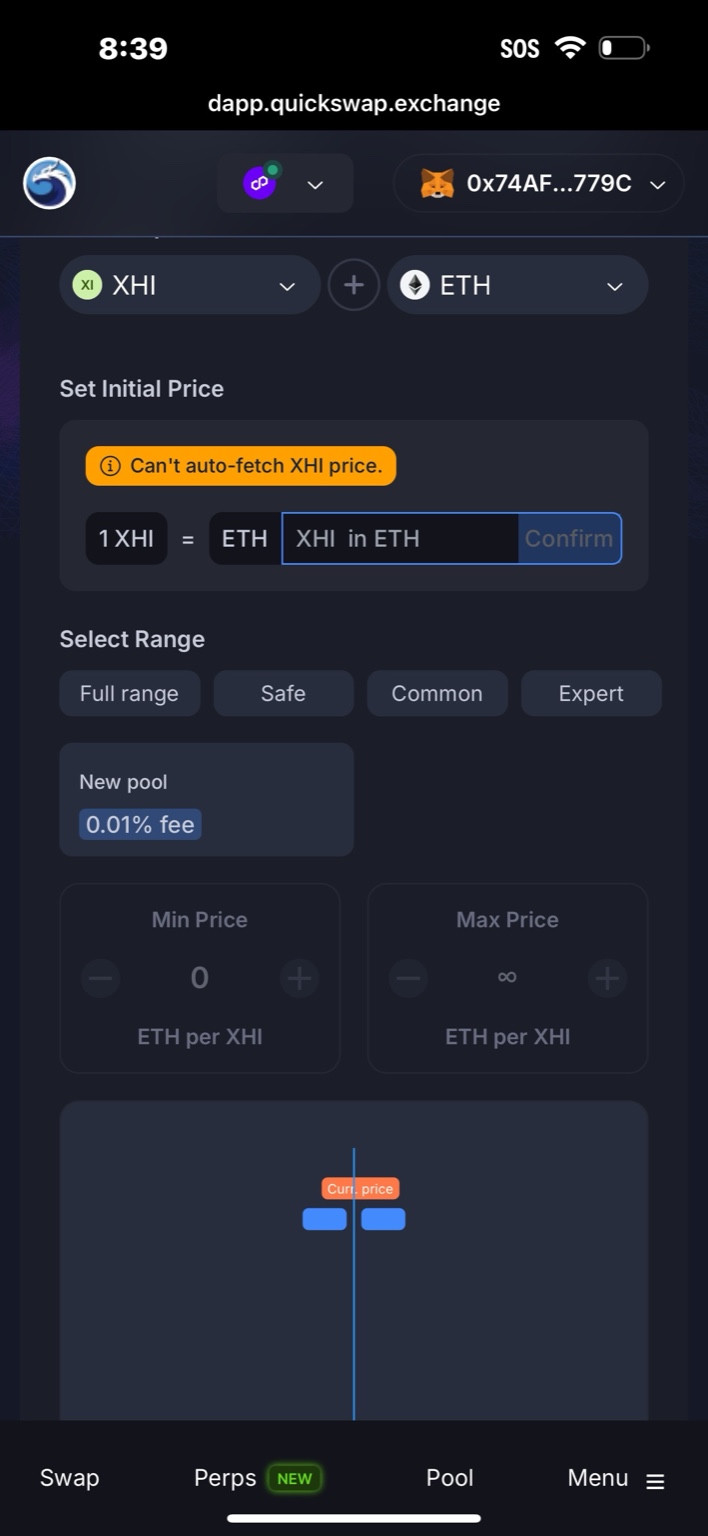 8:39 SOS
dapp.quickswap.exchange
0x74AF...779C
XI XHI + ETH
Set Initial Price
Can't auto-fetch XHI price.
1 XHI = ETH XHI in ETH Confirm
Select Range
Full range Safe Common Expert
New pool
0.01% fee
Min Price Max Price
0 ∞
ETH per XHI ETH per XHI
Curr. price
Swap Perps NEW Pool Menu